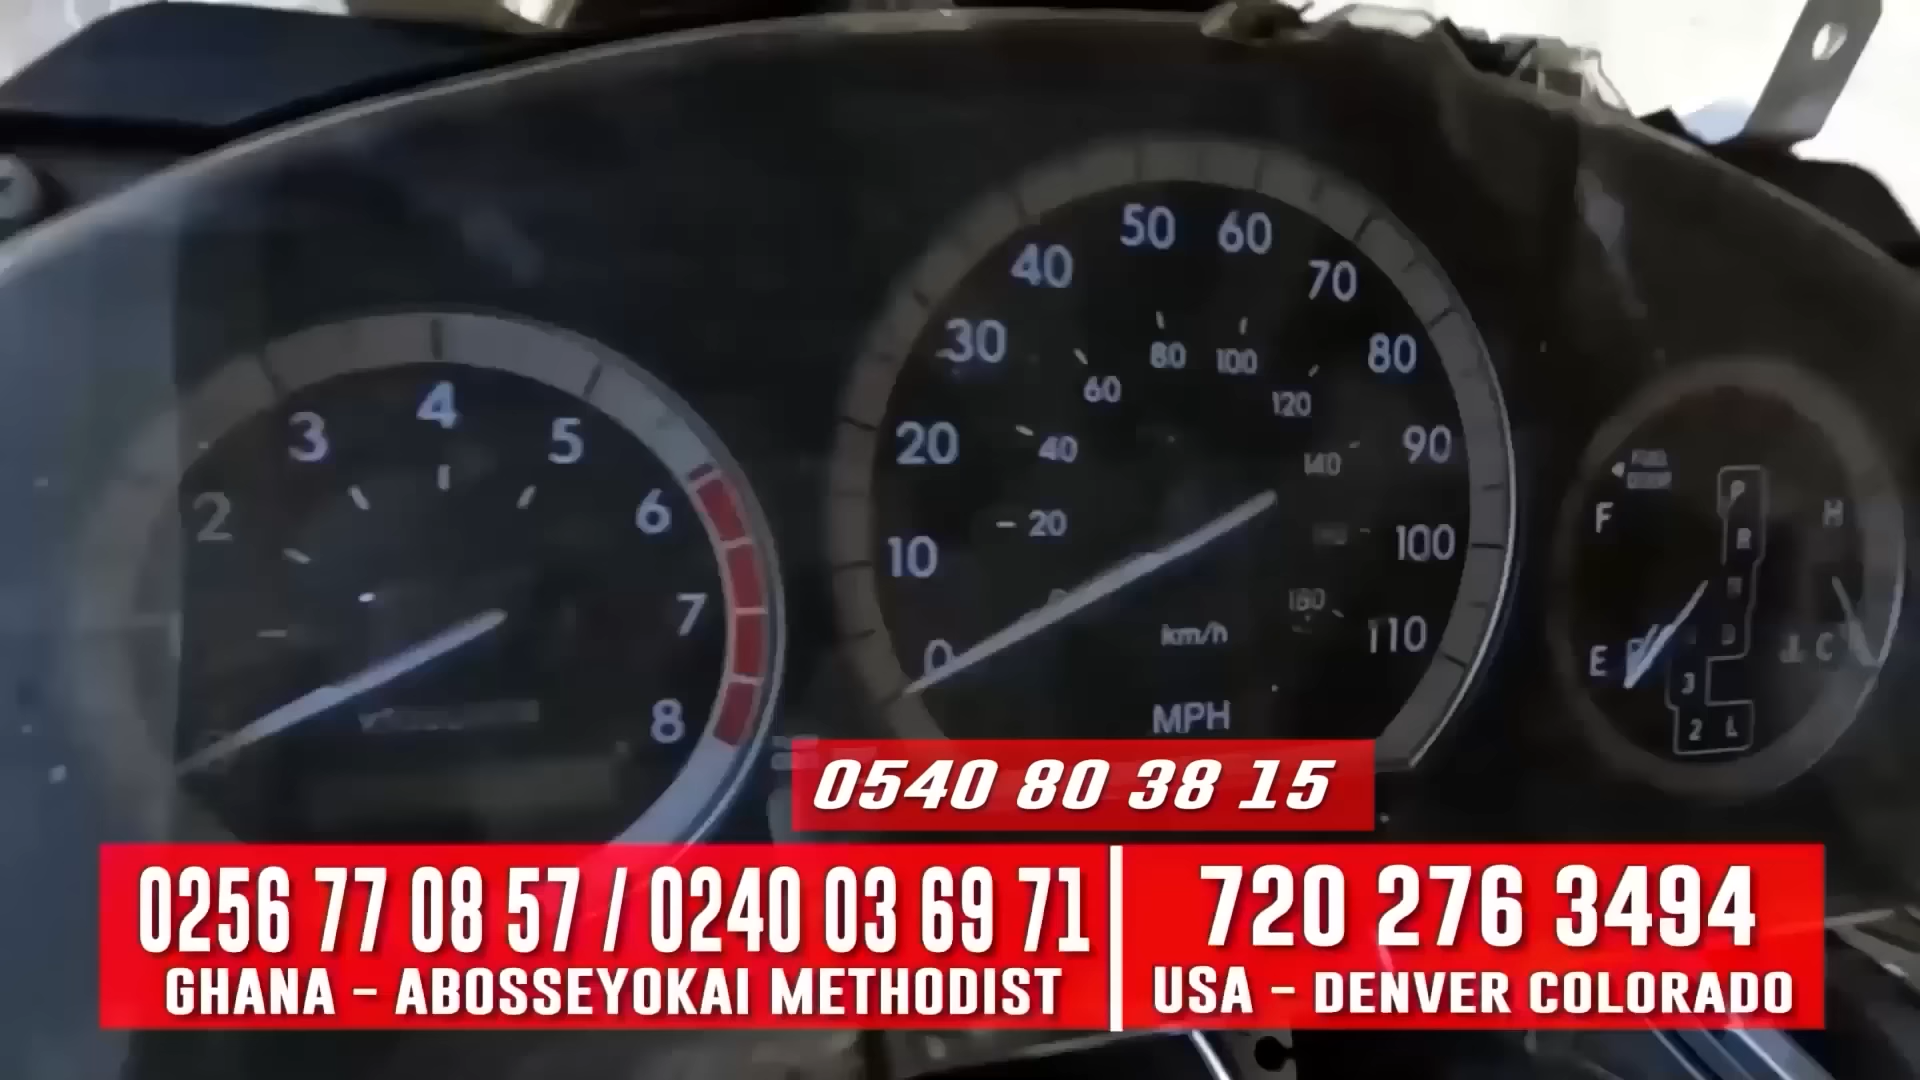 50 60
40 70
30 80
80 100
60 120
4
3 5
20 40 90
140
2 6
F
P
H
20
10 100
R
7
0
180
km/h
110
D
E
C
3
8
MPH
2 L
0540 80 38 15
0256 77 08 57 / 0240 03 69 71
720 276 3494
GHANA - ABOSSEYOKAI METHODIST
USA - DENVER COLORADO